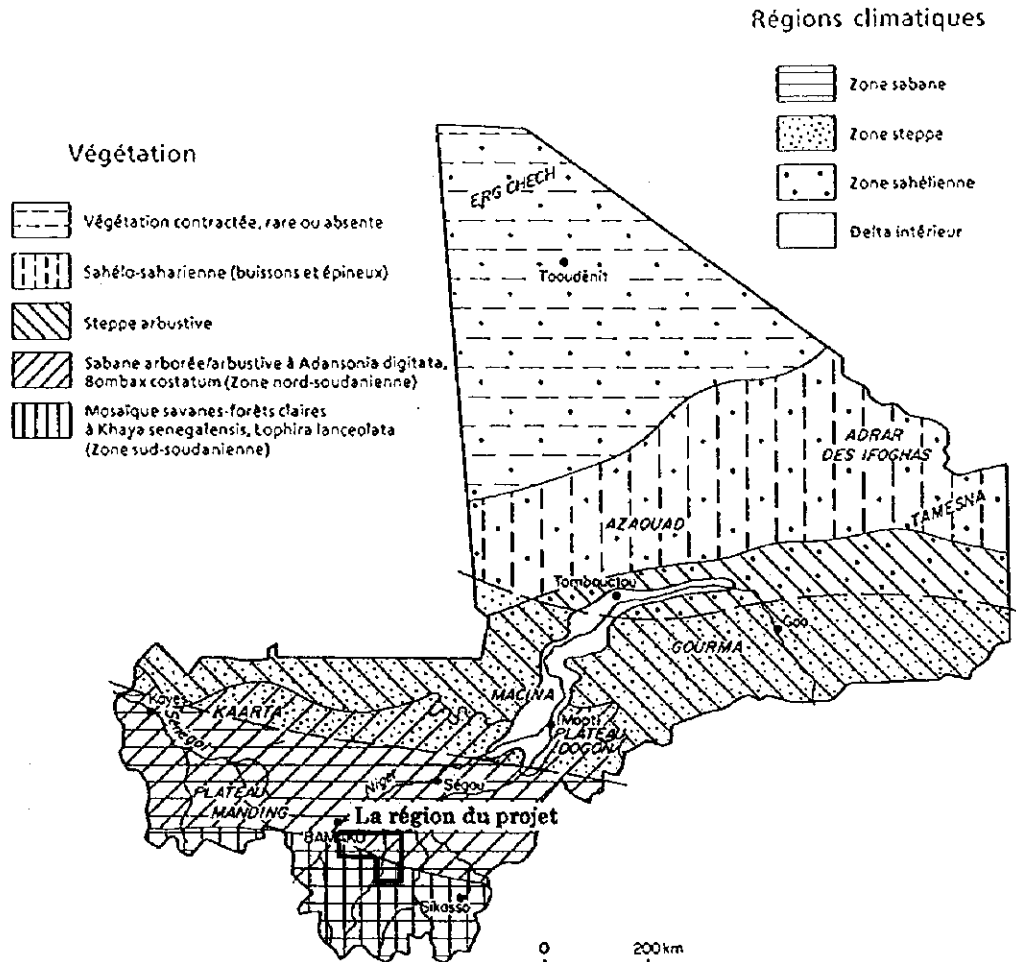 Régions climatiques
Zone sabane
Zone steppe
Zone sahélienne
Delta intérieur
Végétation
Végétation contractée, rare ou absente
Sahélo-saharienne (buissons et épineux)
Steppe arbustive
Sabane arborée/arbustive à Adansonia digitata,
Bombax costatum (Zone nord-soudanienne)
Mosaïque savanes-forêts claires
à Khaya senegalensis, Lophira lanceolata
(Zone sud-soudanienne)
ERG CHECH
Taoudénit
ADRAR
DES IFOGHAS
TAMESNA
AZAOUAD
Tombouctou
Gao
GOURMA
MACINA
Mopti
PLATEAU
DOGON
Kayes
KAARTA
Sénégal
PLATEAU
MANDING
Niger
Ségou
La région du projet
BAMAKO
Sikasso
0 200 km